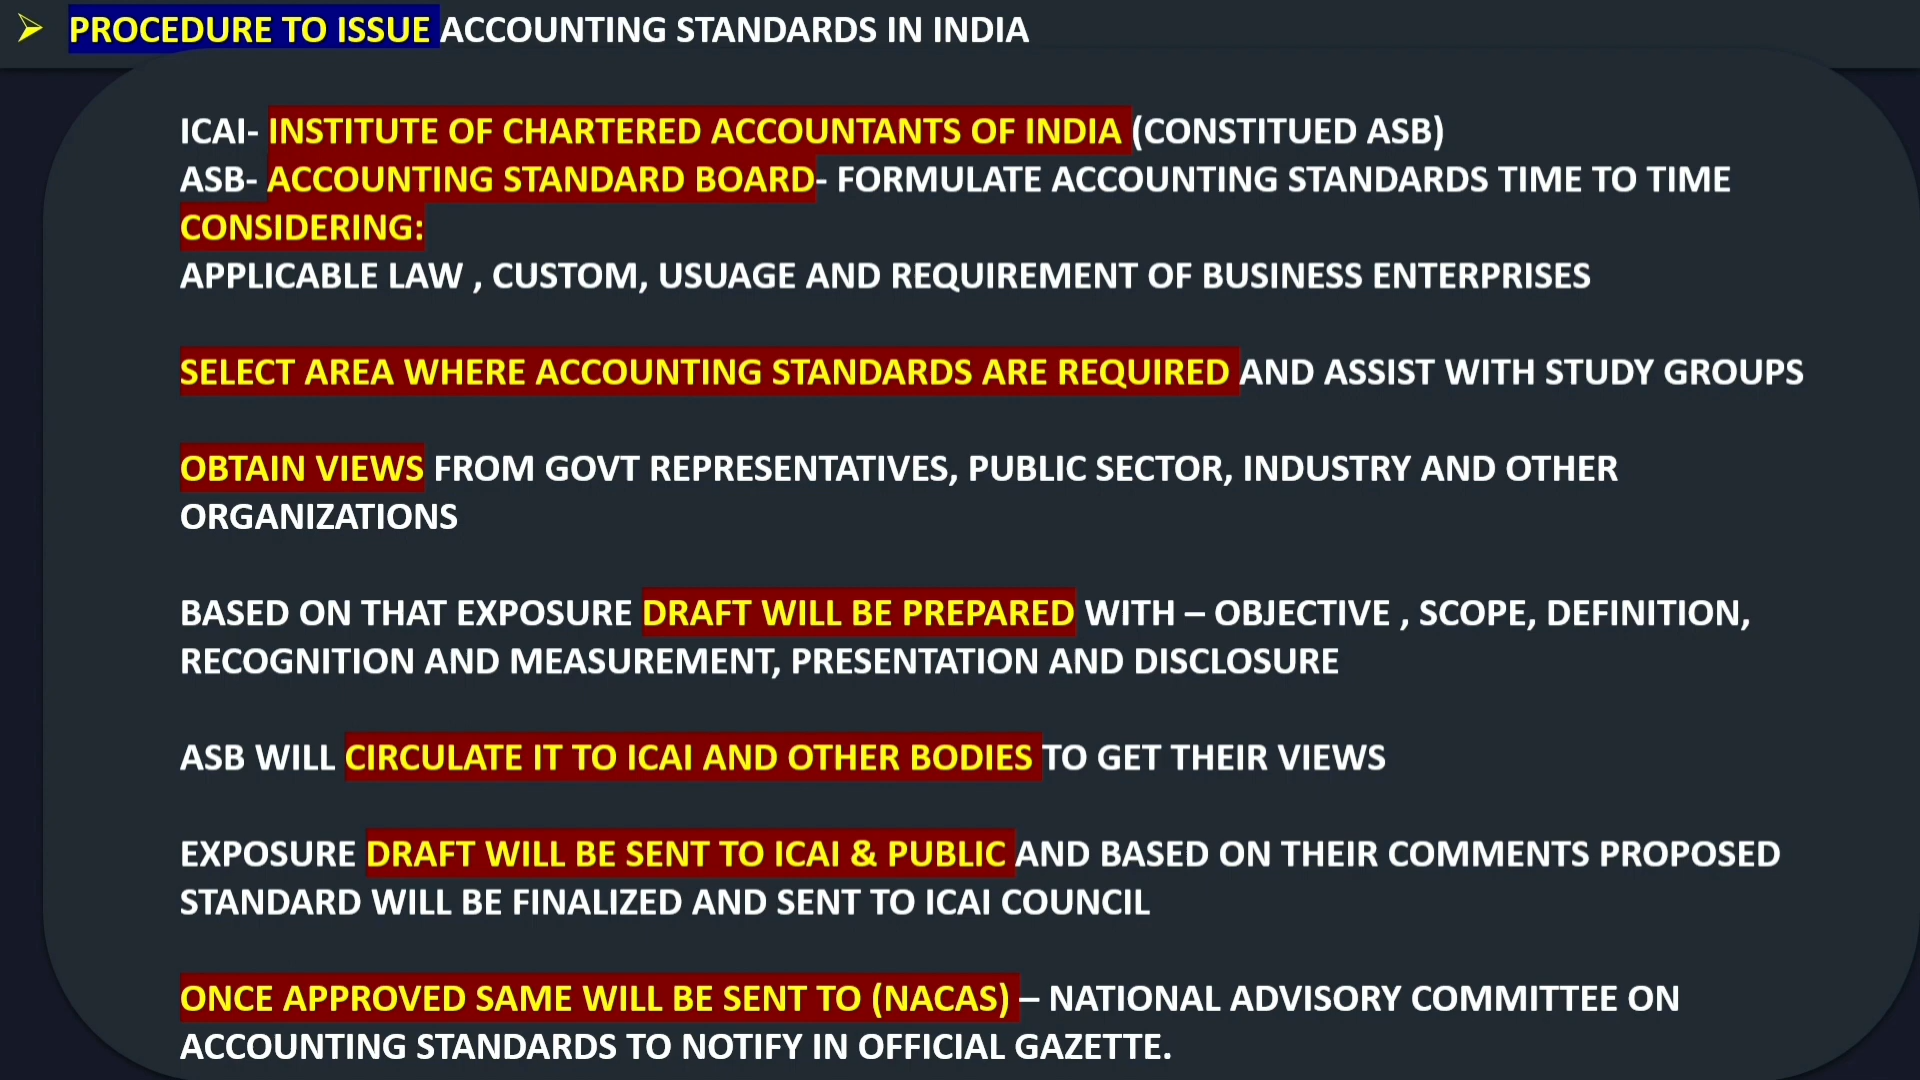 PROCEDURE TO ISSUE ACCOUNTING STANDARDS IN INDIA
ICAI- INSTITUTE OF CHARTERED ACCOUNTANTS OF INDIA (CONSTITUED ASB)
ASB- ACCOUNTING STANDARD BOARD- FORMULATE ACCOUNTING STANDARDS TIME TO TIME
CONSIDERING:
APPLICABLE LAW , CUSTOM, USUAGE AND REQUIREMENT OF BUSINESS ENTERPRISES
SELECT AREA WHERE ACCOUNTING STANDARDS ARE REQUIRED AND ASSIST WITH STUDY GROUPS
OBTAIN VIEWS FROM GOVT REPRESENTATIVES, PUBLIC SECTOR, INDUSTRY AND OTHER
ORGANIZATIONS
BASED ON THAT EXPOSURE DRAFT WILL BE PREPARED WITH – OBJECTIVE , SCOPE, DEFINITION,
RECOGNITION AND MEASUREMENT, PRESENTATION AND DISCLOSURE
ASB WILL CIRCULATE IT TO ICAI AND OTHER BODIES TO GET THEIR VIEWS
EXPOSURE DRAFT WILL BE SENT TO ICAI & PUBLIC AND BASED ON THEIR COMMENTS PROPOSED
STANDARD WILL BE FINALIZED AND SENT TO ICAI COUNCIL
ONCE APPROVED SAME WILL BE SENT TO (NACAS) – NATIONAL ADVISORY COMMITTEE ON
ACCOUNTING STANDARDS TO NOTIFY IN OFFICIAL GAZETTE.